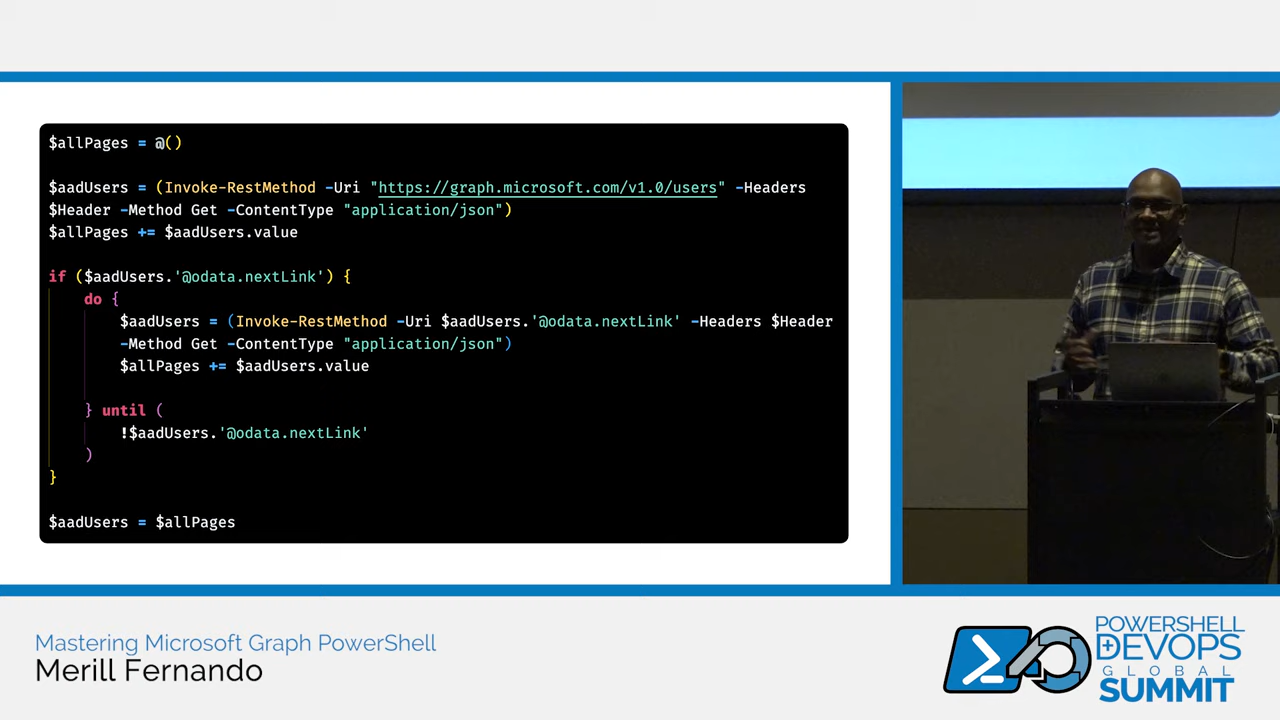 $allPages = @()
$aadUsers = (Invoke-RestMethod -Uri "https://graph.microsoft.com/v1.0/users" -Headers
$Header -Method Get -ContentType "application/json")
$allPages += $aadUsers.value
if ($aadUsers.'@odata.nextLink') {
do {
$aadUsers = (Invoke-RestMethod -Uri $aadUsers.'@odata.nextLink' -Headers $Header
-Method Get -ContentType "application/json")
$allPages += $aadUsers.value
} until (
!$aadUsers.'@odata.nextLink'
)
}
$aadUsers = $allPages
Mastering Microsoft Graph PowerShell
Merill Fernando
POWERSHELL
DEVOPS
GLOBAL
SUMMIT